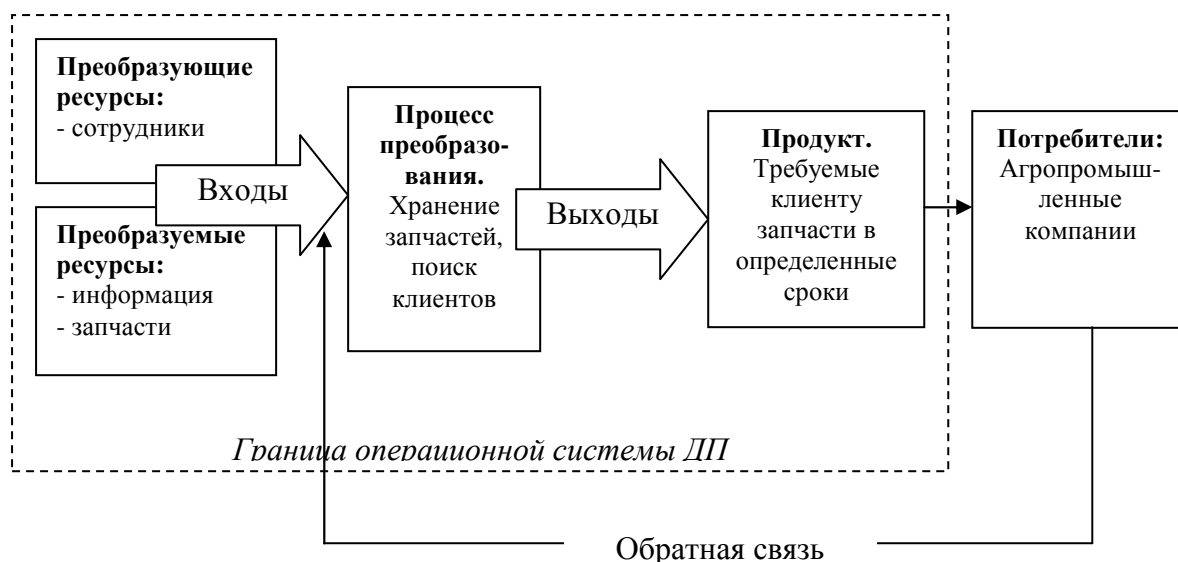 Преобразующие
ресурсы:
- сотрудники
Преобразуемые
ресурсы:
- информация
- запчасти
Входы
Процесс
преобразо-
вания.
Хранение
запчастей,
поиск
клиентов
Выходы
Продукт.
Требуемые
клиенту
запчасти в
определенные
сроки
Потребители:
Агропромыш-
ленные
компании
Граница операционной системы ДП
Обратная связь